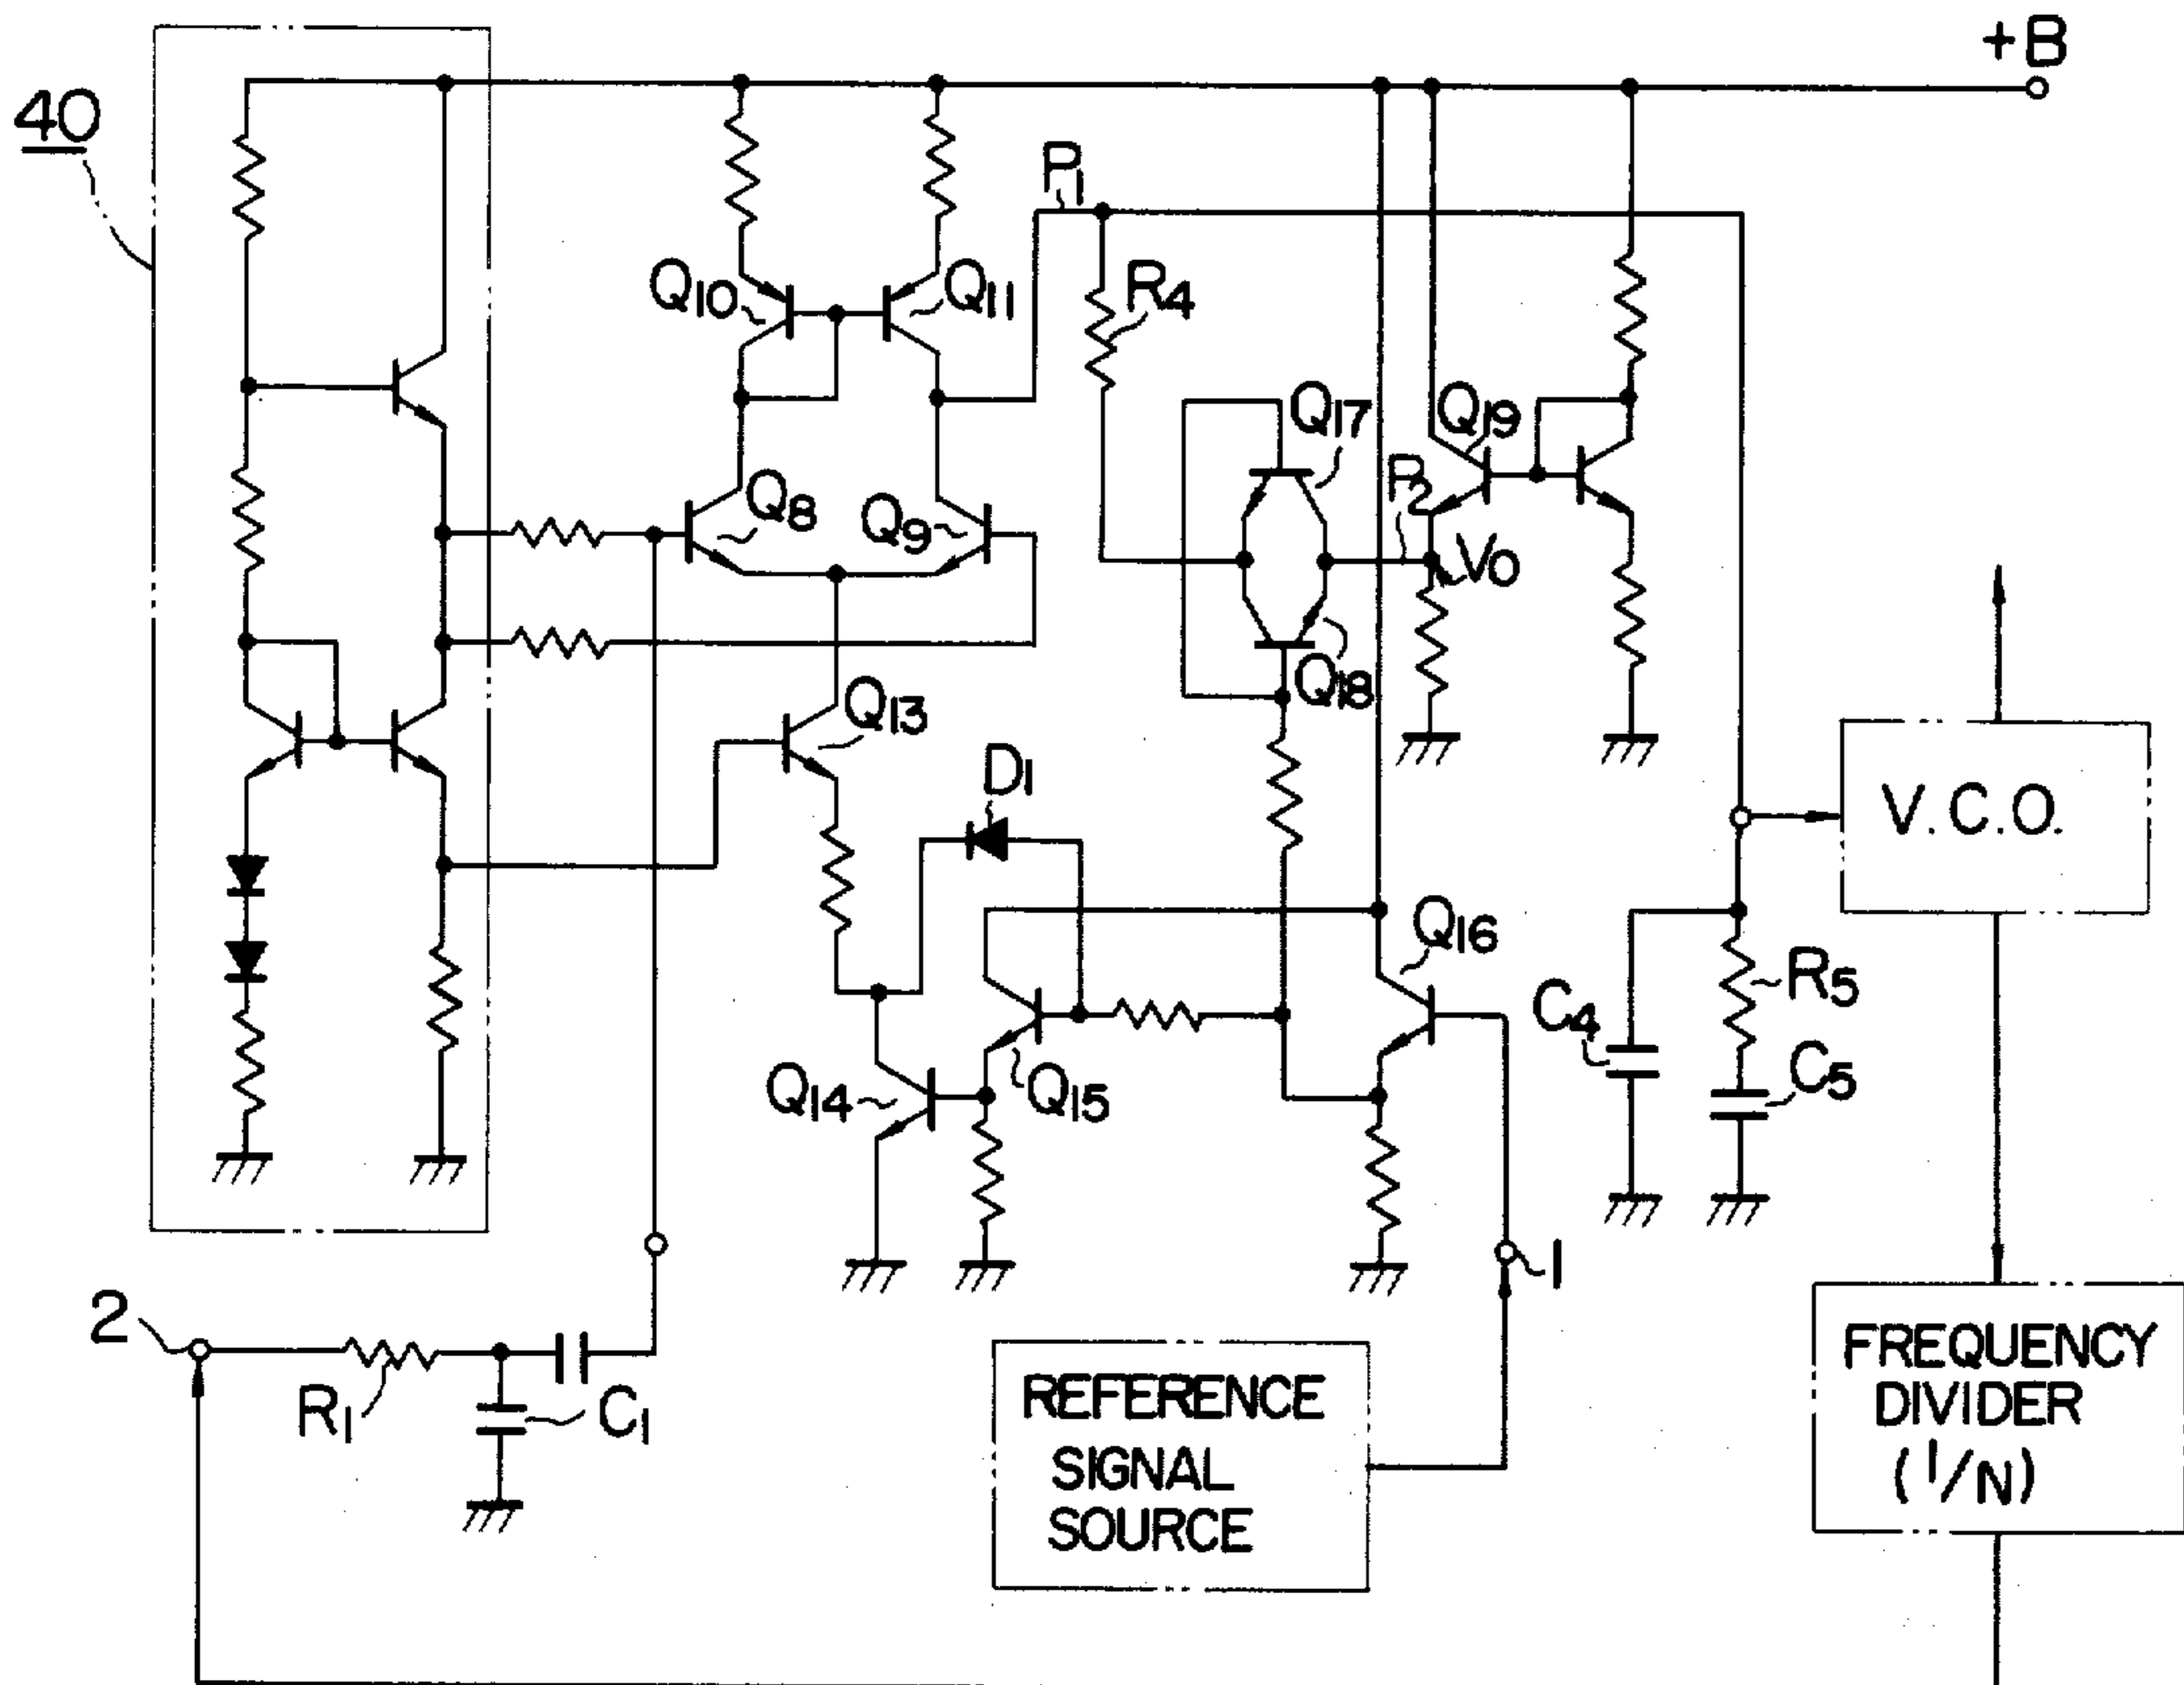 +B
40
P1
Q10
Q11
R4
Q17
Q19
P2
Q8
Q9
V0
Q18
Q13
D1
V.C.O.
Q16
R5
C4
C5
Q14
Q15
1
2
R1
C1
REFERENCE
SIGNAL
SOURCE
FREQUENCY
DIVIDER
(1/N)